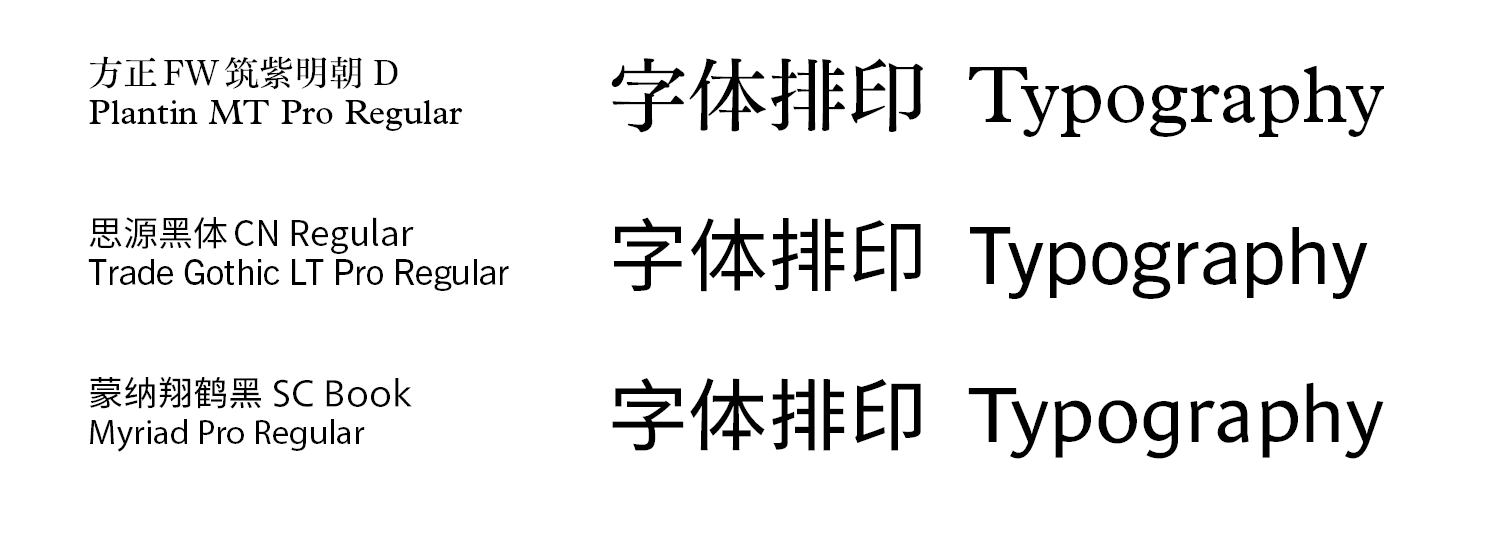 方正FW筑紫明朝 D
Plantin MT Pro Regular
字体排印 Typography
思源黑体 CN Regular
Trade Gothic LT Pro Regular
字体排印 Typography
蒙纳翔鹤黑 SC Book
Myriad Pro Regular
字体排印 Typography